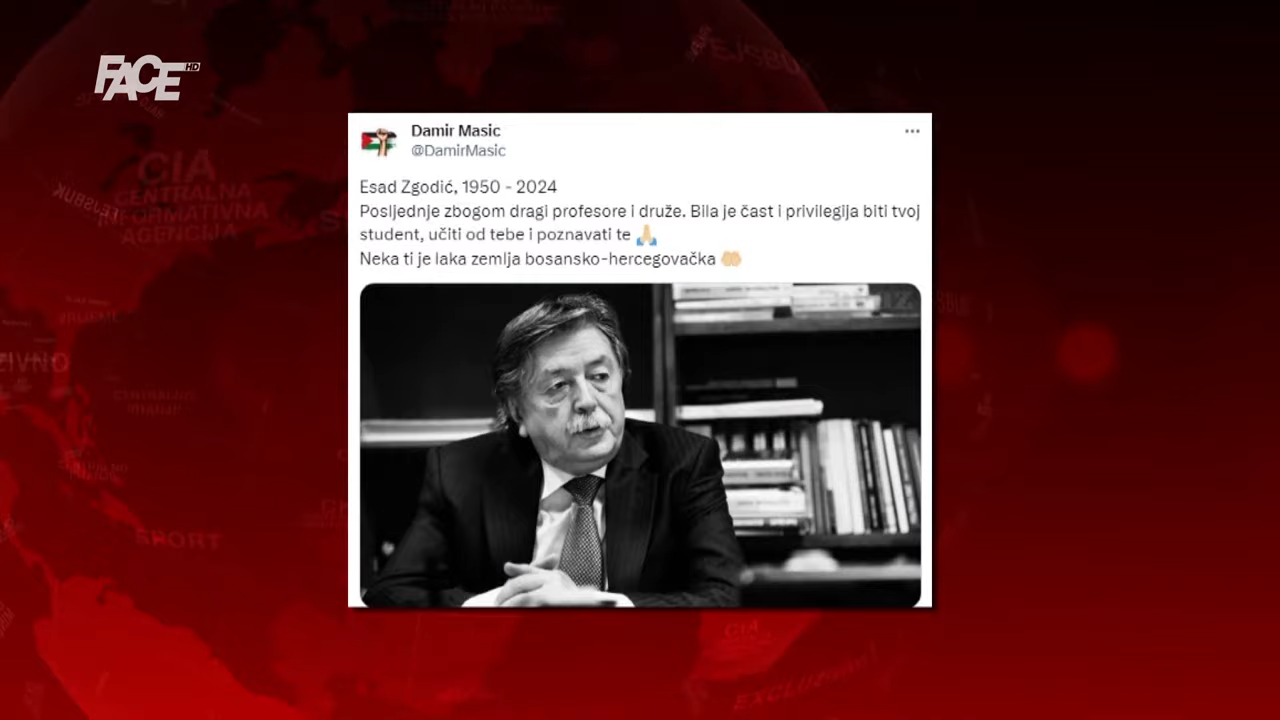 FACE HD
Damir Masic
@DamirMasic
Esad Zgodić, 1950 - 2024
Posljednje zbogom dragi profesore i druže. Bila je čast i privilegija biti tvoj
student, učiti od tebe i poznavati te 🙏🏼
Neka ti je laka zemlja bosansko-hercegovačka 🤲🏼
CIA
CENTRALNA
INFORMATIVNA
AGENCIJA
SPORT